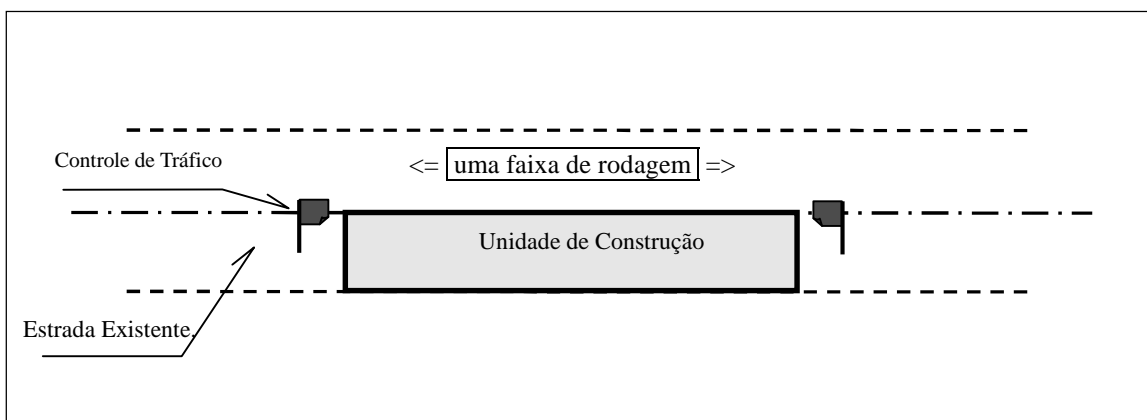 Controle de Tráfico
<= uma faixa de rodagem =>
Unidade de Construção
Estrada Existente.